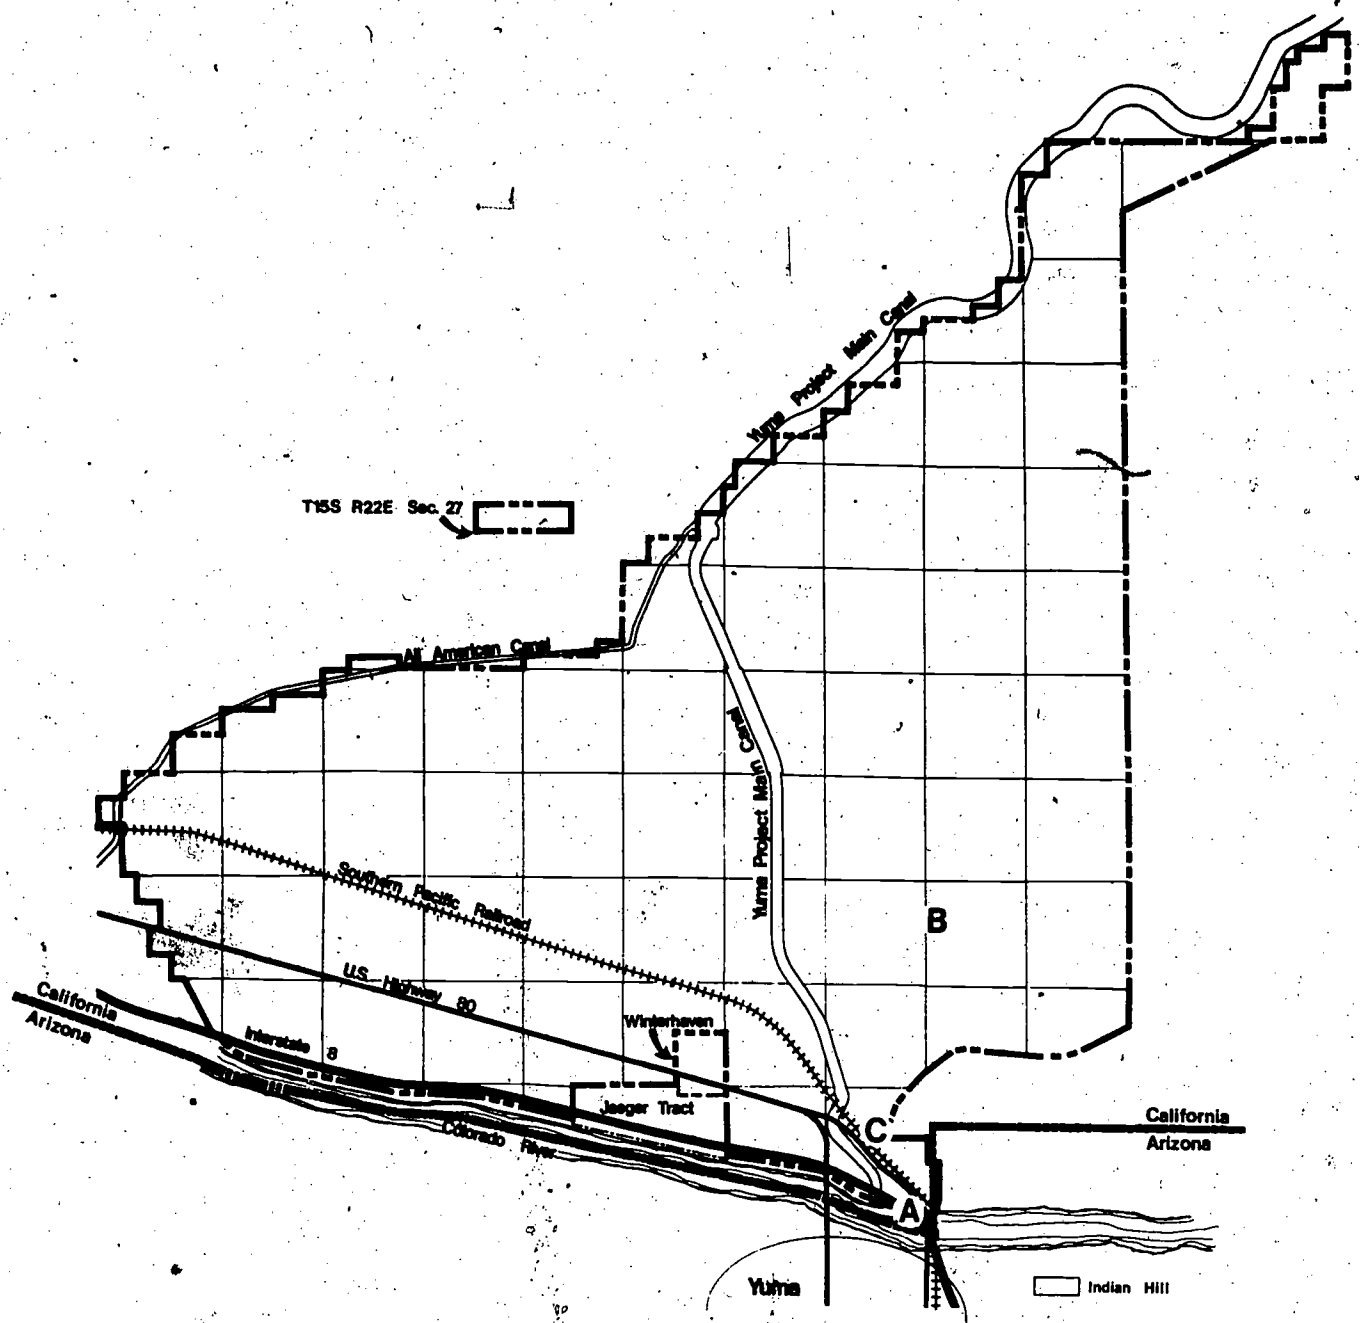 Yuma Project Main Canal
T15S R22E Sec. 27
All American Canal
Yuma Project Main Canal
Southern Pacific Railroad
B
U.S. Highway 80
California
Arizona
Winterhaven
Interstate 8
Jaeger Tract
C
California
Arizona
Colorado River
A
Yuma
Indian Hill